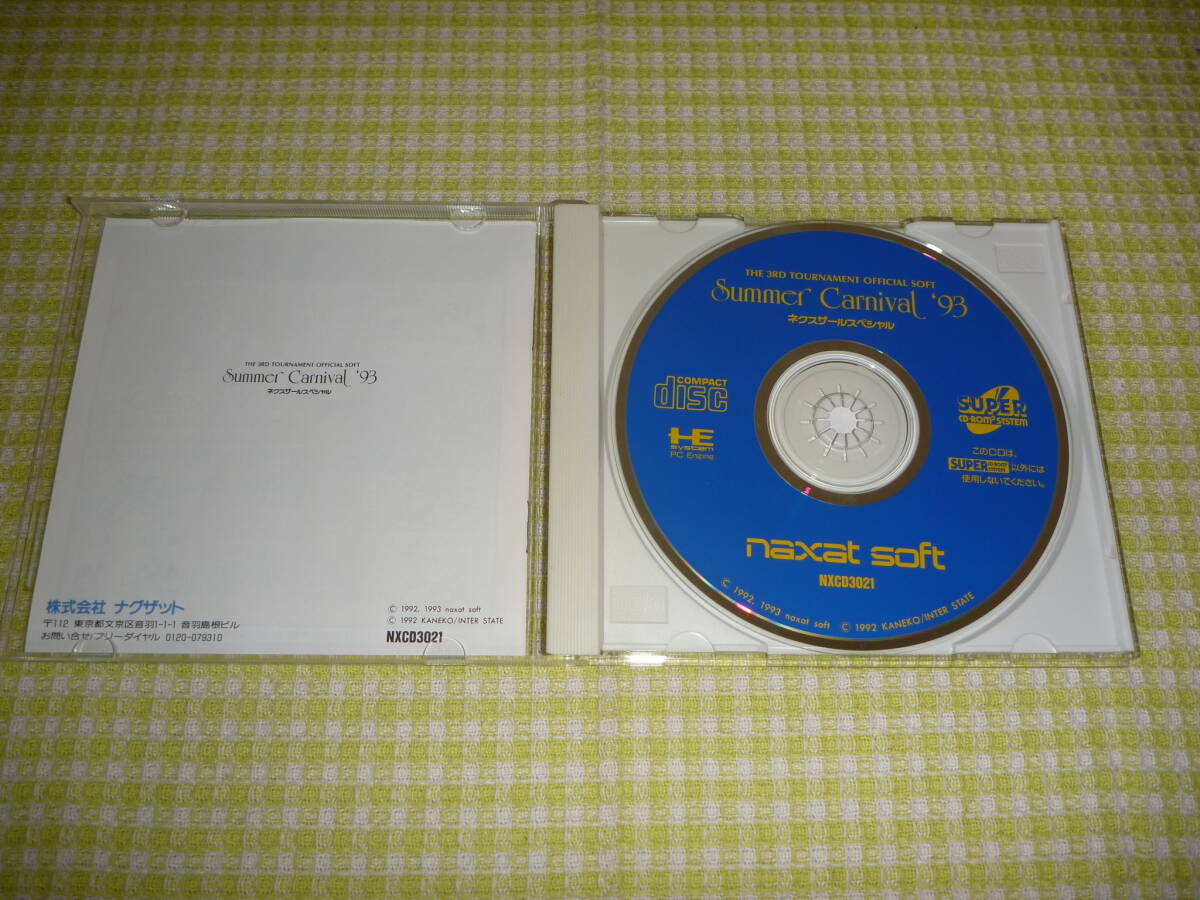 THE 3RD TOURNAMENT OFFICIAL SOFT
Summer Carnival '93
ネクスザールスペシャル
株式会社 ナグザット
〒112 東京都文京区音羽1-1-1 音羽島根ビル
お問い合せ/フリーダイヤル 0120-079310
© 1992, 1993 naxat soft
© 1992 KANEKO/INTER STATE
NXCD3021
THE 3RD TOURNAMENT OFFICIAL SOFT
Summer Carnival '93
ネクスザールスペシャル
COMPACT
disc
HE
system
PC Engine
SUPER
CD-ROM² SYSTEM
このCDは、
SUPER CD-ROM² SYSTEM 以外には
使用しないでください。
naxat soft
NXCD3021
© 1992, 1993 naxat soft © 1992 KANEKO/INTER STATE